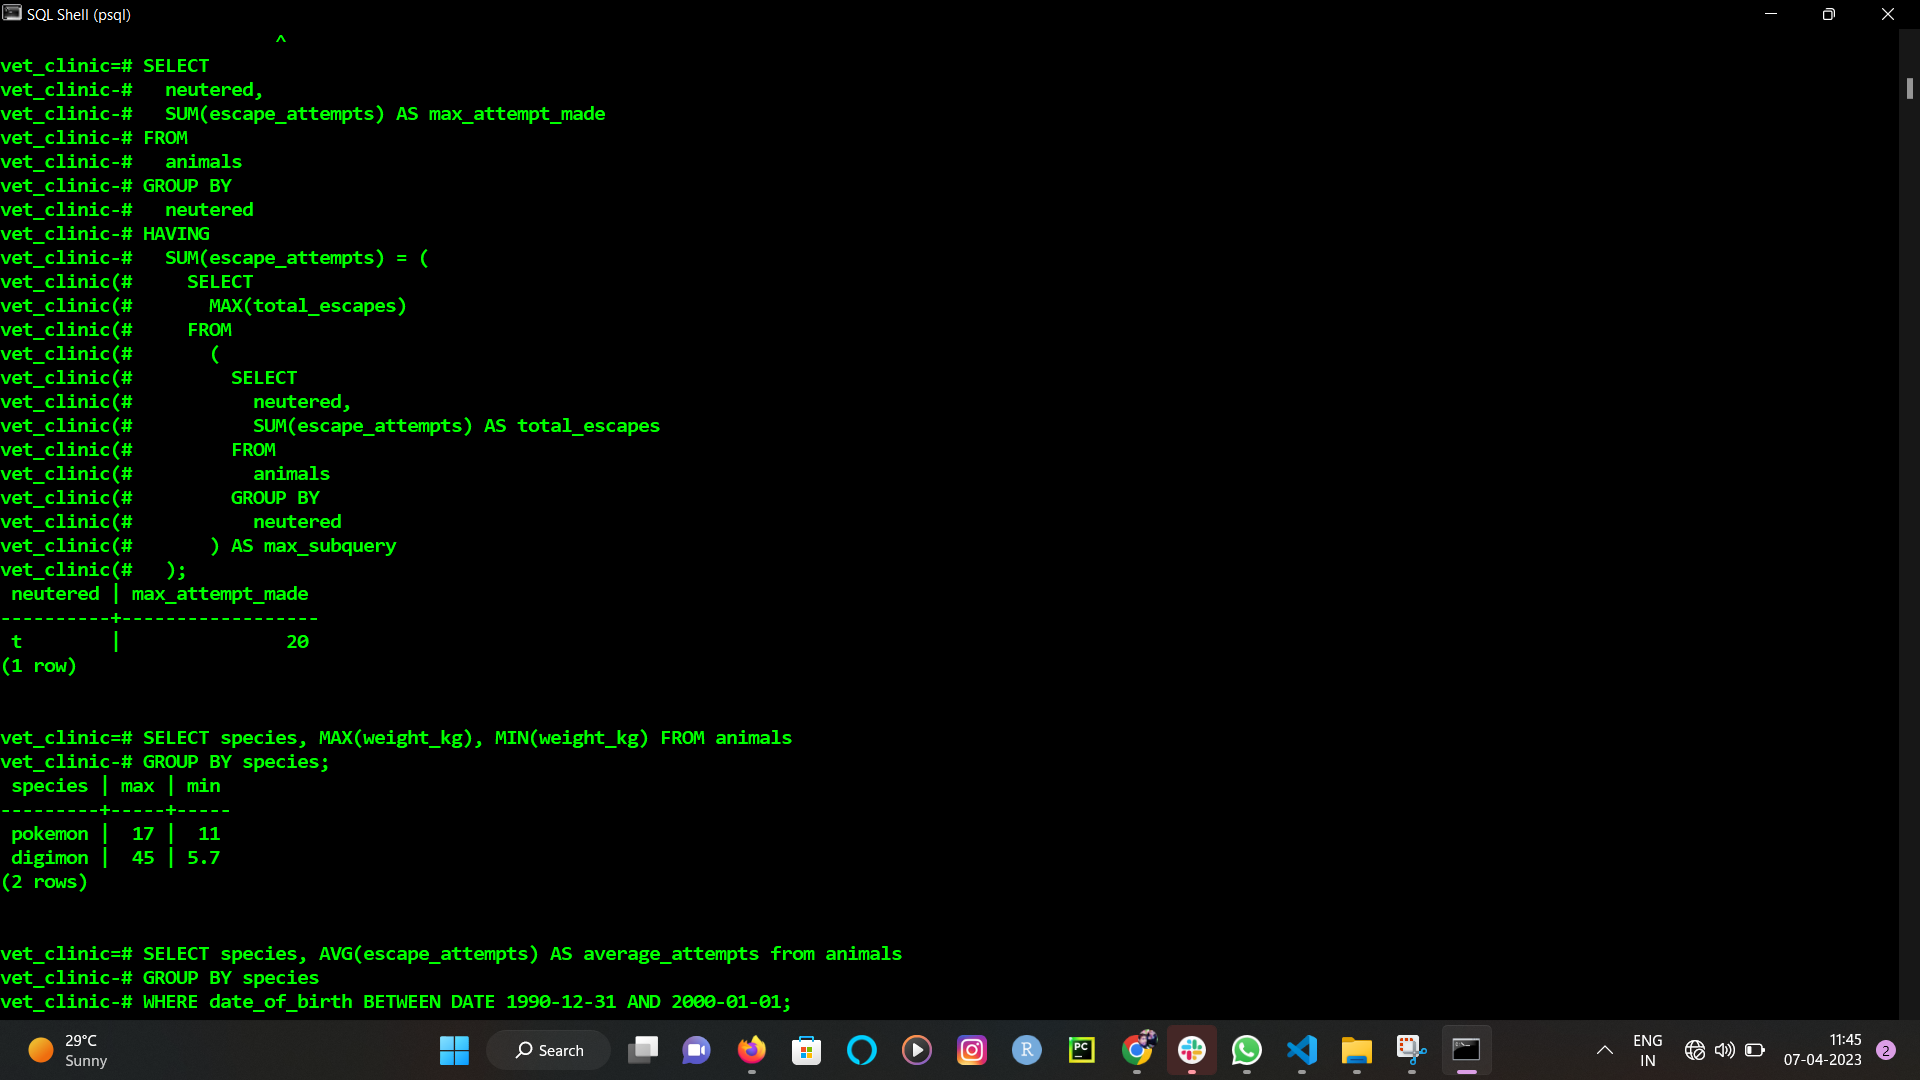 SQL Shell (psql)
^
vet_clinic=# SELECT
vet_clinic-#   neutered,
vet_clinic-#   SUM(escape_attempts) AS max_attempt_made
vet_clinic-# FROM
vet_clinic-#   animals
vet_clinic-# GROUP BY
vet_clinic-#   neutered
vet_clinic-# HAVING
vet_clinic-#   SUM(escape_attempts) = (
vet_clinic(#     SELECT
vet_clinic(#       MAX(total_escapes)
vet_clinic(#     FROM
vet_clinic(#       (
vet_clinic(#         SELECT
vet_clinic(#           neutered,
vet_clinic(#           SUM(escape_attempts) AS total_escapes
vet_clinic(#         FROM
vet_clinic(#           animals
vet_clinic(#         GROUP BY
vet_clinic(#           neutered
vet_clinic(#       ) AS max_subquery
vet_clinic(#   );
 neutered | max_attempt_made
----------+------------------
 t        |               20
(1 row)
vet_clinic=# SELECT species, MAX(weight_kg), MIN(weight_kg) FROM animals
vet_clinic-# GROUP BY species;
 species | max | min
---------+-----+-----
 pokemon |  17 |  11
 digimon |  45 | 5.7
(2 rows)
vet_clinic=# SELECT species, AVG(escape_attempts) AS average_attempts from animals
vet_clinic-# GROUP BY species
vet_clinic-# WHERE date_of_birth BETWEEN DATE 1990-12-31 AND 2000-01-01;
29°C
Sunny
Search
R
PC
ENG
IN
11:45
07-04-2023
2